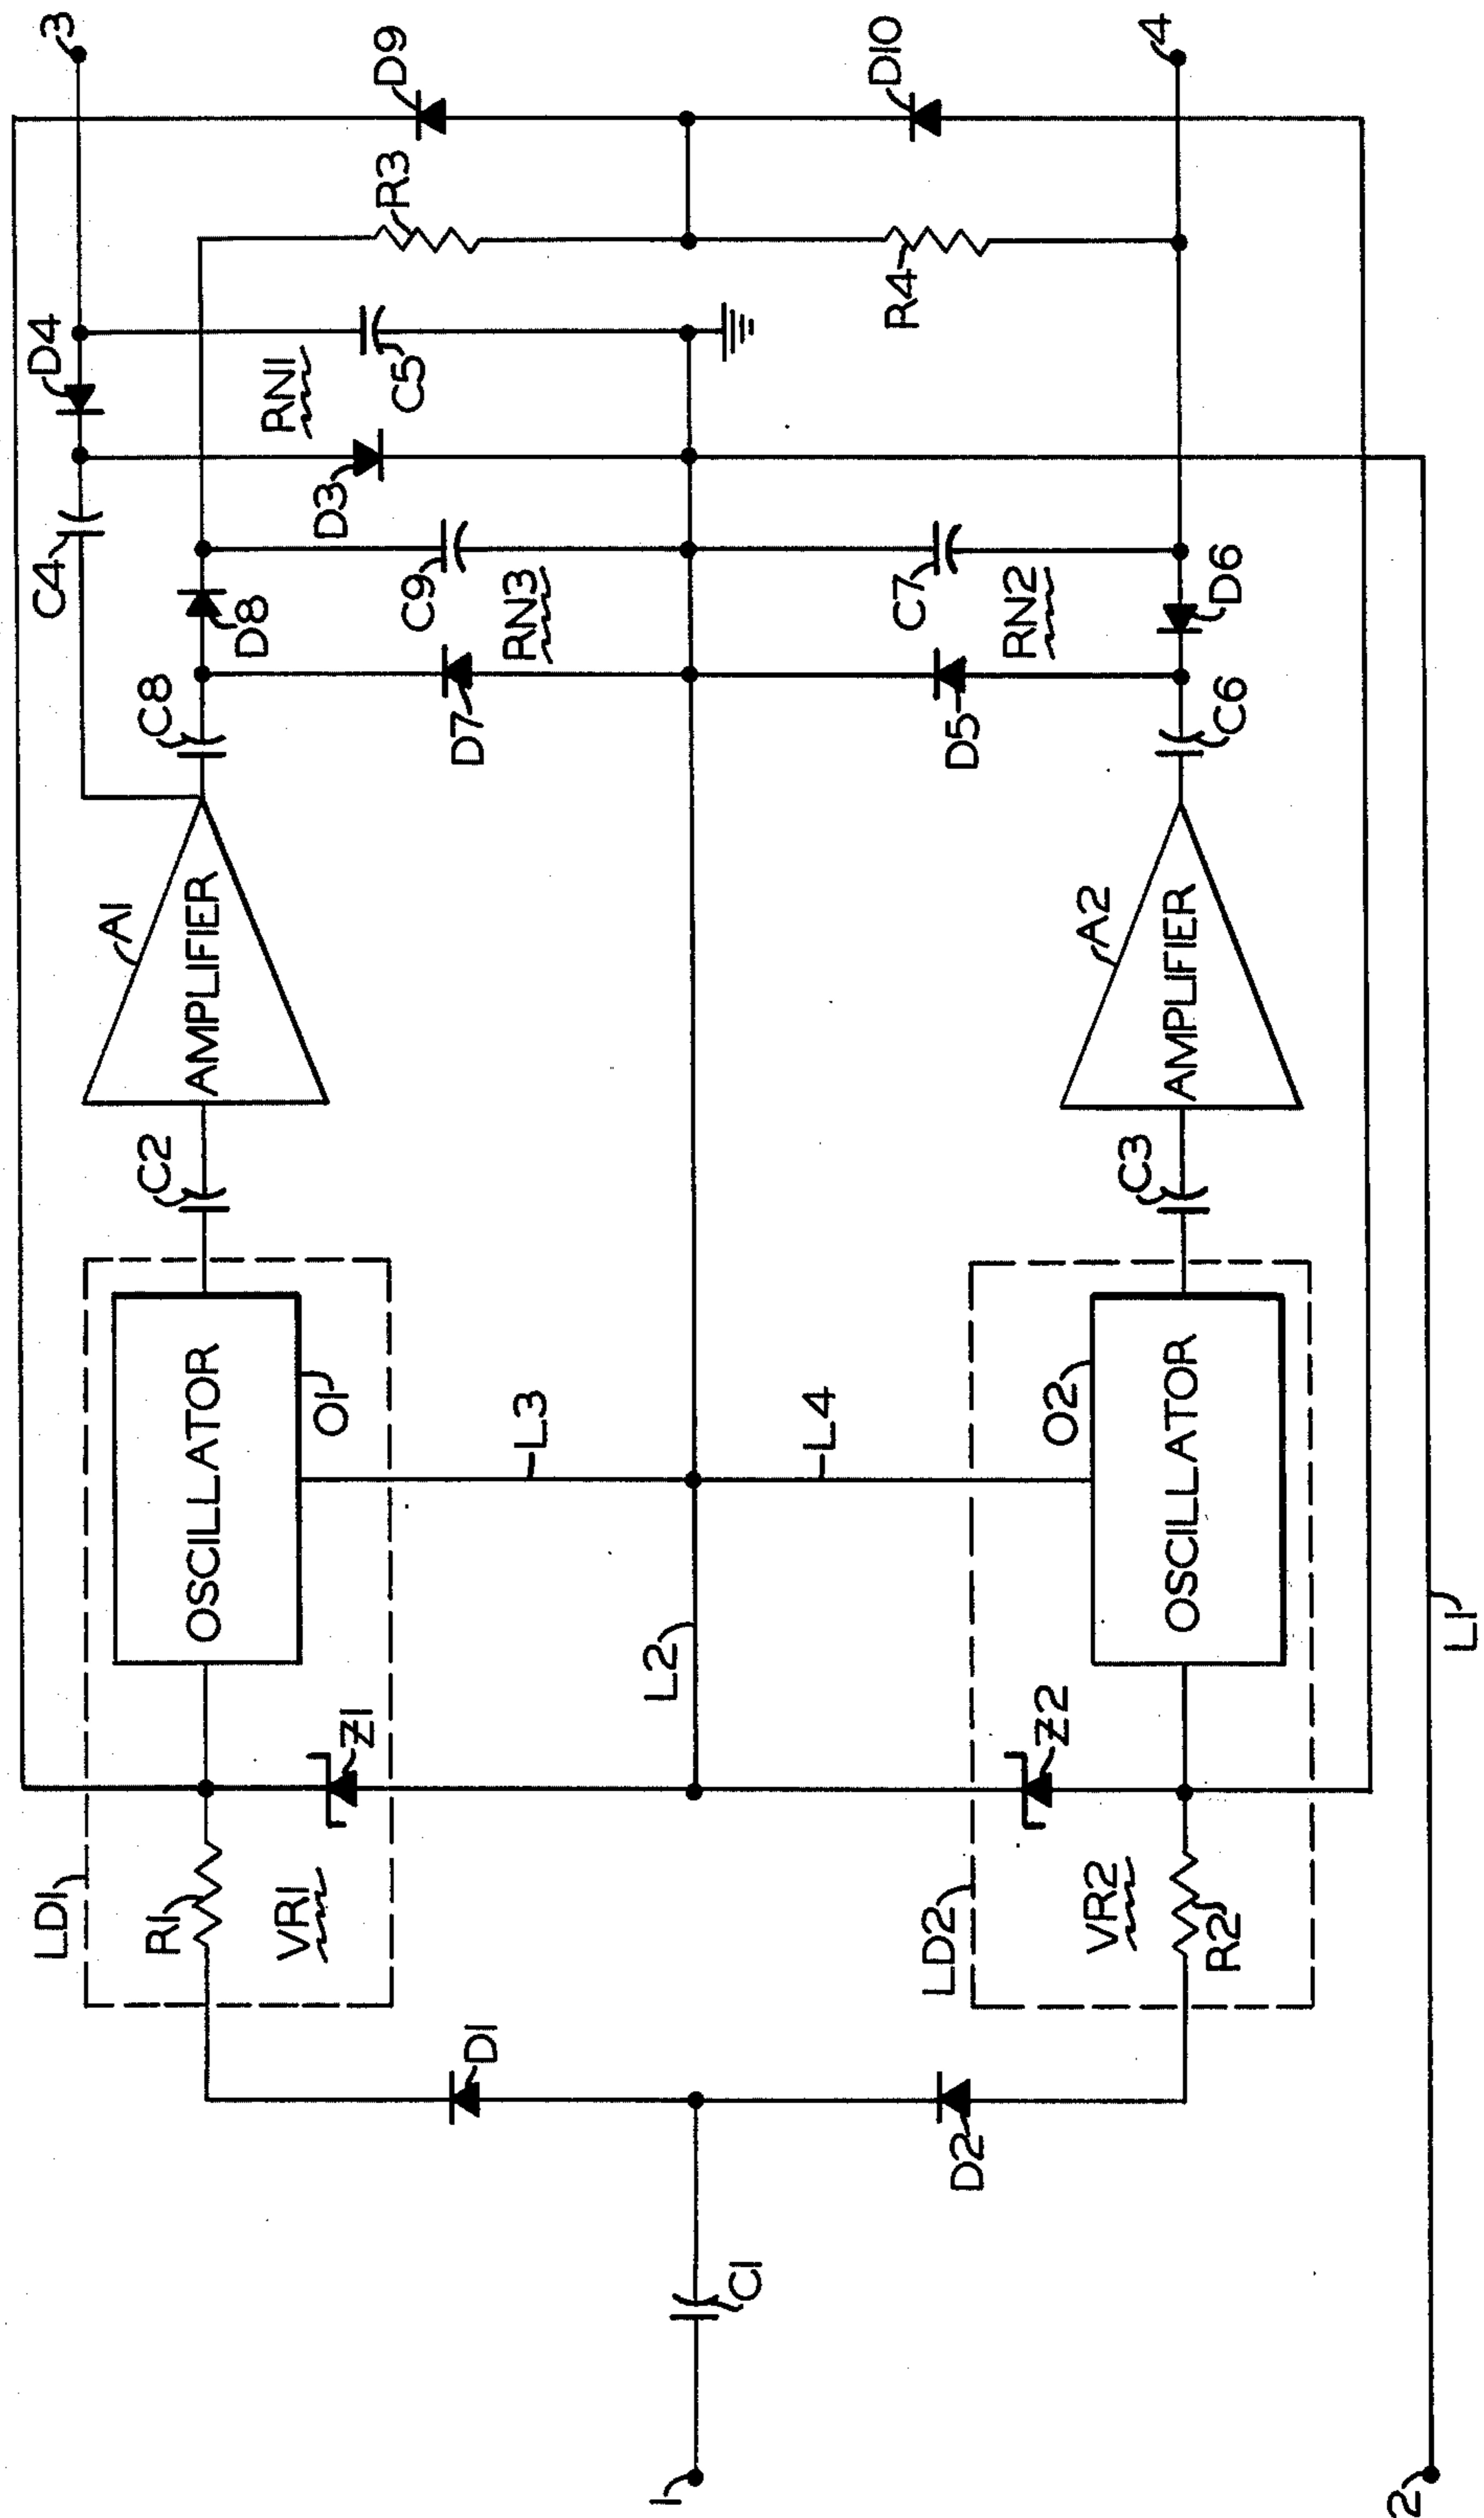 LD1
R1
VR1
Z1
OSCILLATOR
O1
C2
A1
AMPLIFIER
C4
C8
D8
D4
3
D7
C9
RN3
D3
RN1
C5
R3
D9
1
C1
D1
D2
L2
L3
L4
LD2
VR2
R2
Z2
O2
OSCILLATOR
C3
A2
AMPLIFIER
D5
C7
RN2
C6
D6
R4
D10
4
2
L1